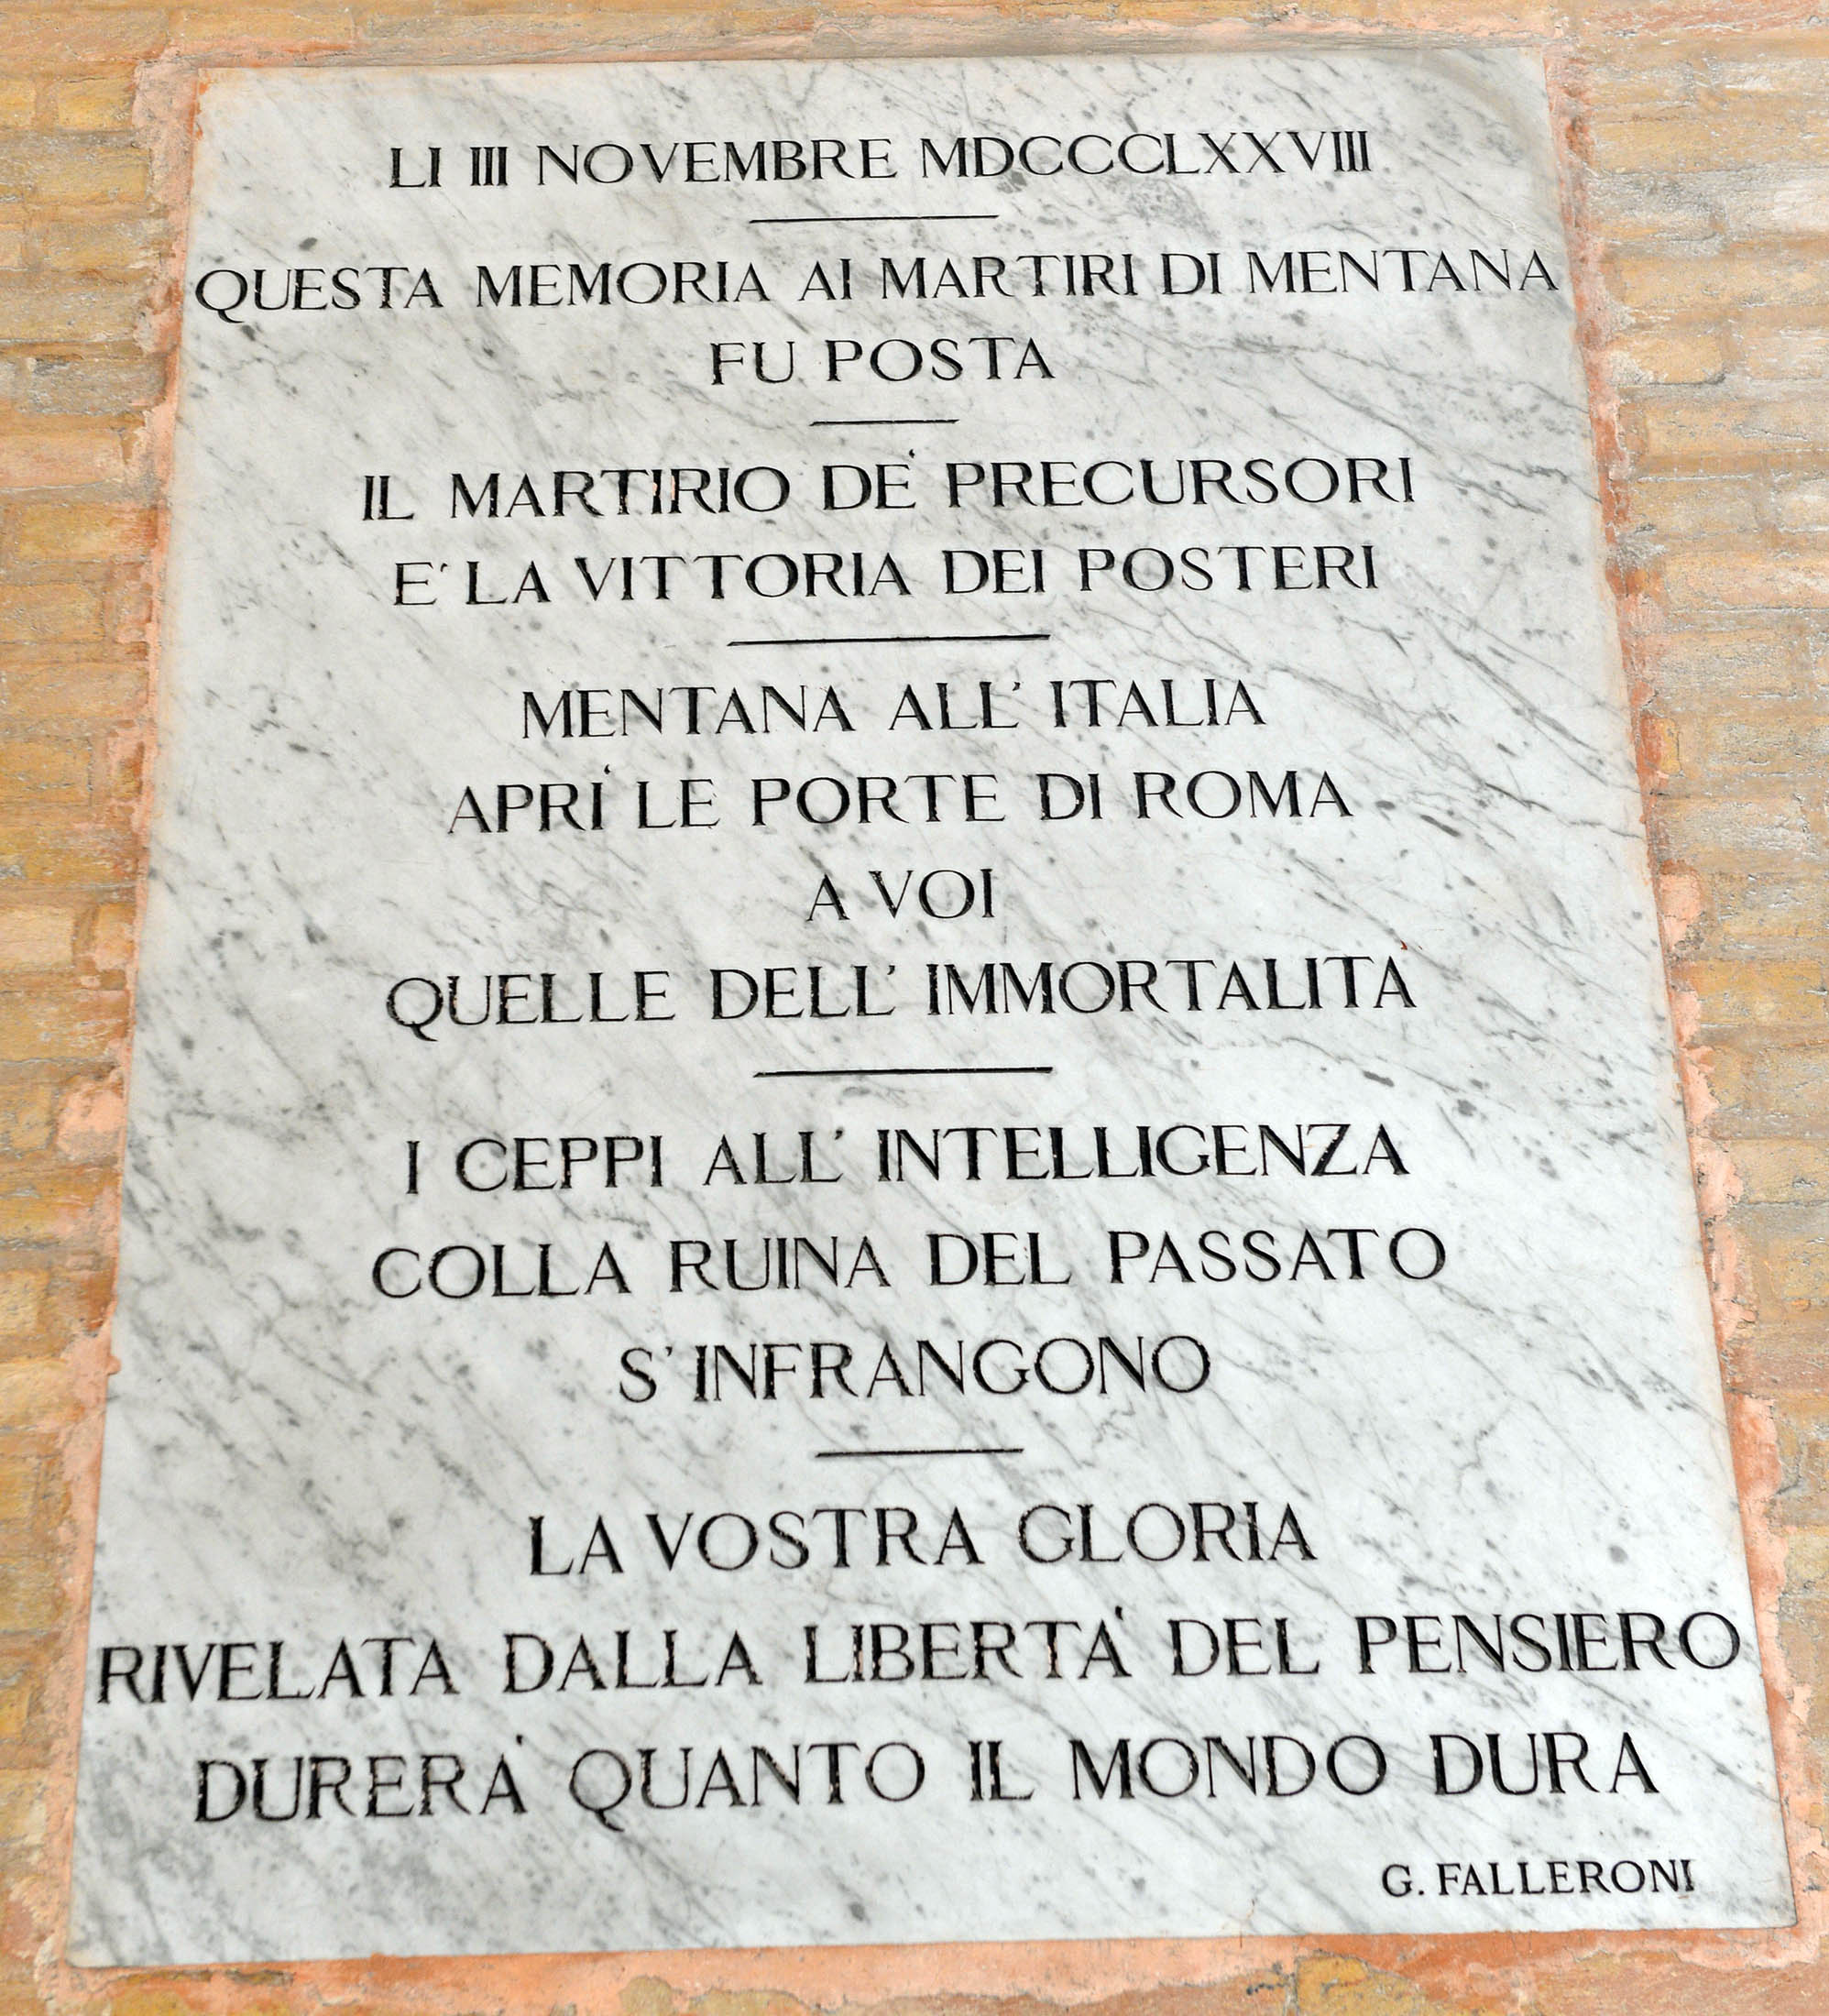 LI III NOVEMBRE MDCCCLXXVIII
QUESTA MEMORIA AI MARTIRI DI MENTANA
FU POSTA
IL MARTIRIO DE' PRECURSORI
E' LA VITTORIA DEI POSTERI
MENTANA ALL' ITALIA
APRI' LE PORTE DI ROMA
A VOI
QUELLE DELL' IMMORTALITA'
I CEPPI ALL' INTELLIGENZA
COLLA RUINA DEL PASSATO
S' INFRANGONO
LA VOSTRA GLORIA
RIVELATA DALLA LIBERTA' DEL PENSIERO
DURERA' QUANTO IL MONDO DURA
G. FALLERONI